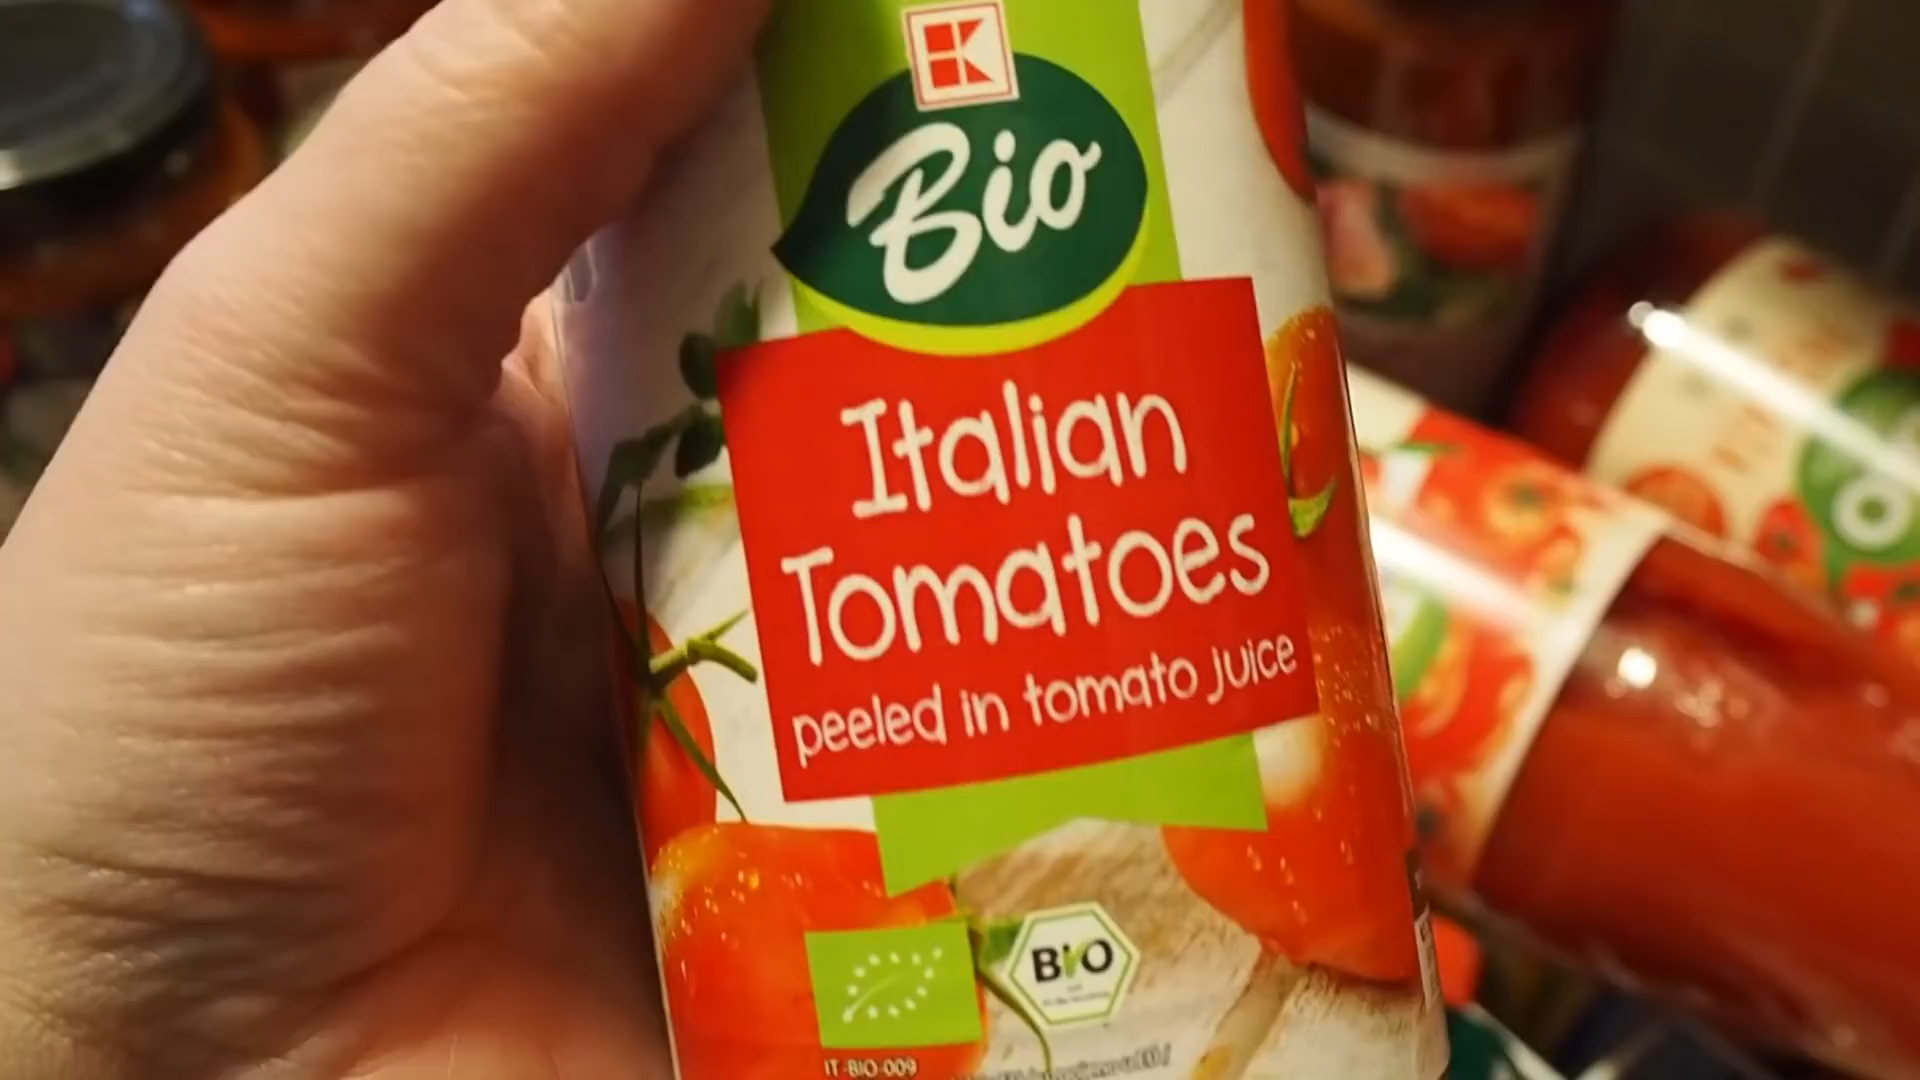 K
Bio
Italian
Tomatoes
peeled in tomato juice
BIO
IT-BIO-009